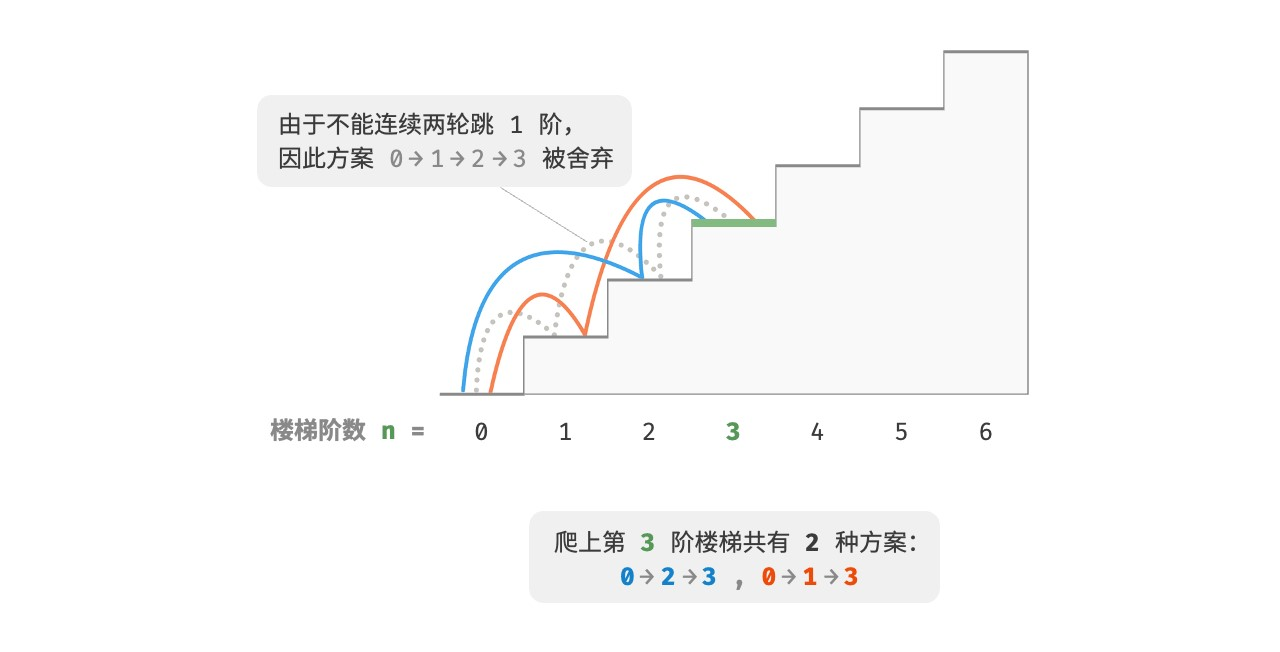 由于不能连续两轮跳 1 阶，
因此方案 0→1→2→3 被舍弃
楼梯阶数 n = 0 1 2 3 4 5 6
爬上第 3 阶楼梯共有 2 种方案：
0→2→3 , 0→1→3